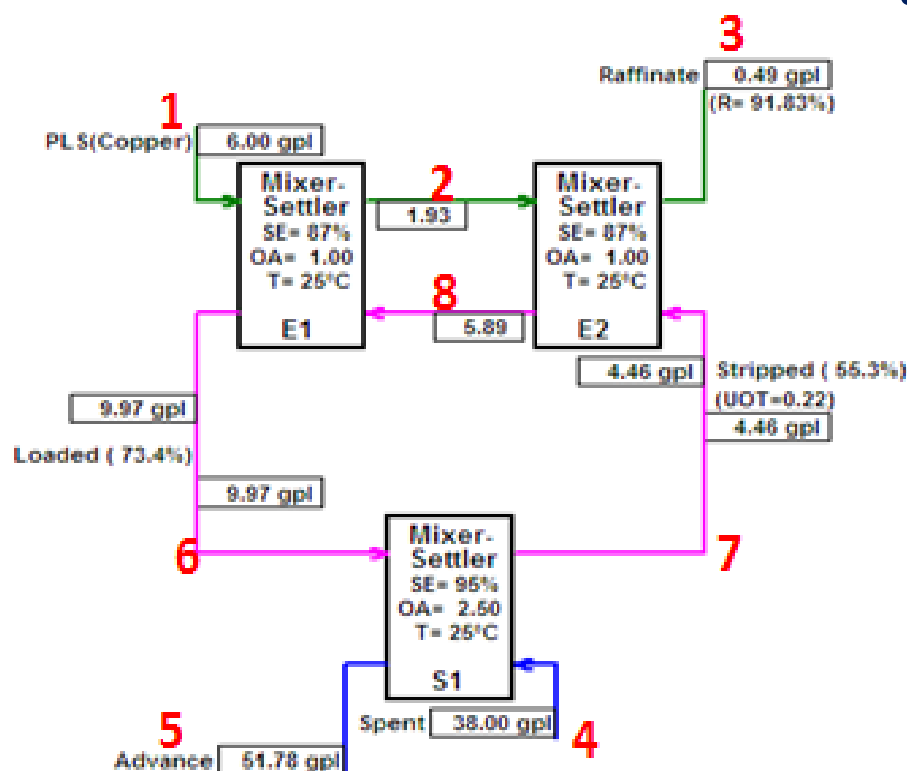 3
Raffinate 0.49 gpl
(R= 91.83%)
1
PLS(Copper) 6.00 gpl
Mixer-
Settler
SE= 87%
OA= 1.00
T= 25°C
E1
2
1.93
Mixer-
Settler
SE= 87%
OA= 1.00
T= 25°C
E2
8
5.89
4.46 gpl Stripped ( 55.3%)
(UOT=0.22)
4.46 gpl
9.97 gpl
Loaded ( 73.4%)
9.97 gpl
6
7
Mixer-
Settler
SE= 95%
OA= 2.50
T= 25°C
S1
Spent 38.00 gpl
4
5
Advance 51.78 gpl